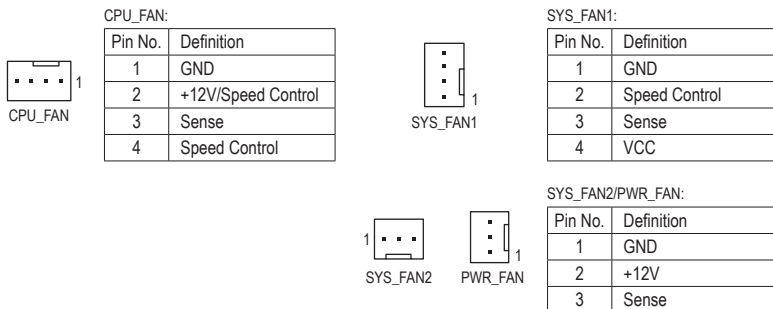 CPU_FAN:
Pin No. Definition
1 GND
2 +12V/Speed Control
3 Sense
4 Speed Control
1
CPU_FAN
SYS_FAN1:
Pin No. Definition
1 GND
2 Speed Control
3 Sense
4 VCC
1
SYS_FAN1
SYS_FAN2/PWR_FAN:
Pin No. Definition
1 GND
2 +12V
3 Sense
1
SYS_FAN2
1
PWR_FAN